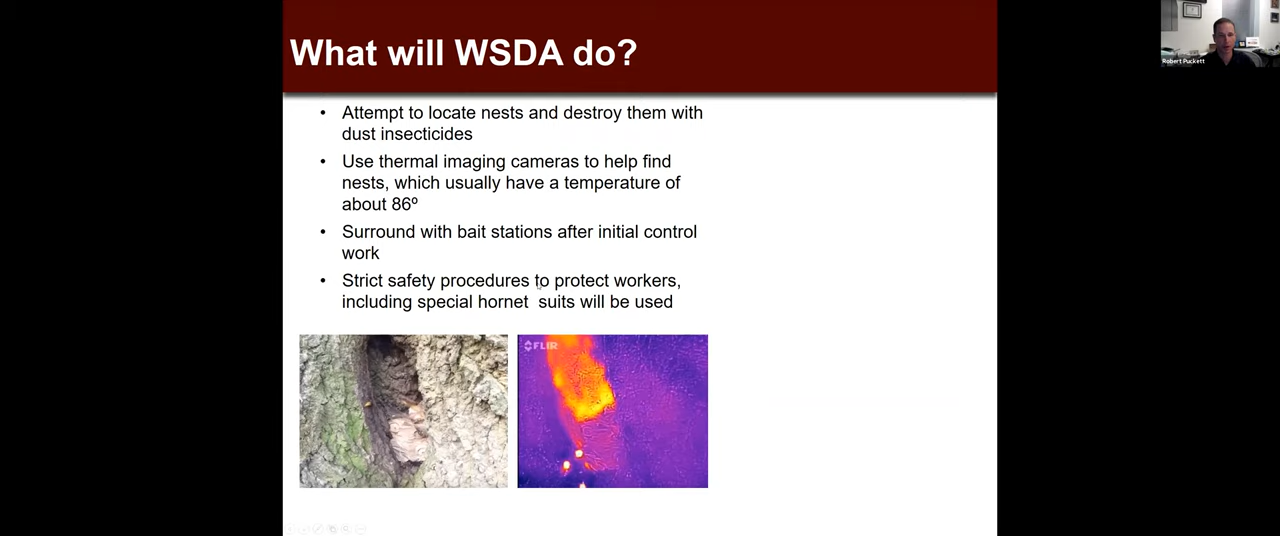 What will WSDA do?
Robert Puckett
• Attempt to locate nests and destroy them with
dust insecticides
• Use thermal imaging cameras to help find
nests, which usually have a temperature of
about 86º
• Surround with bait stations after initial control
work
• Strict safety procedures to protect workers,
including special hornet  suits will be used
FLIR